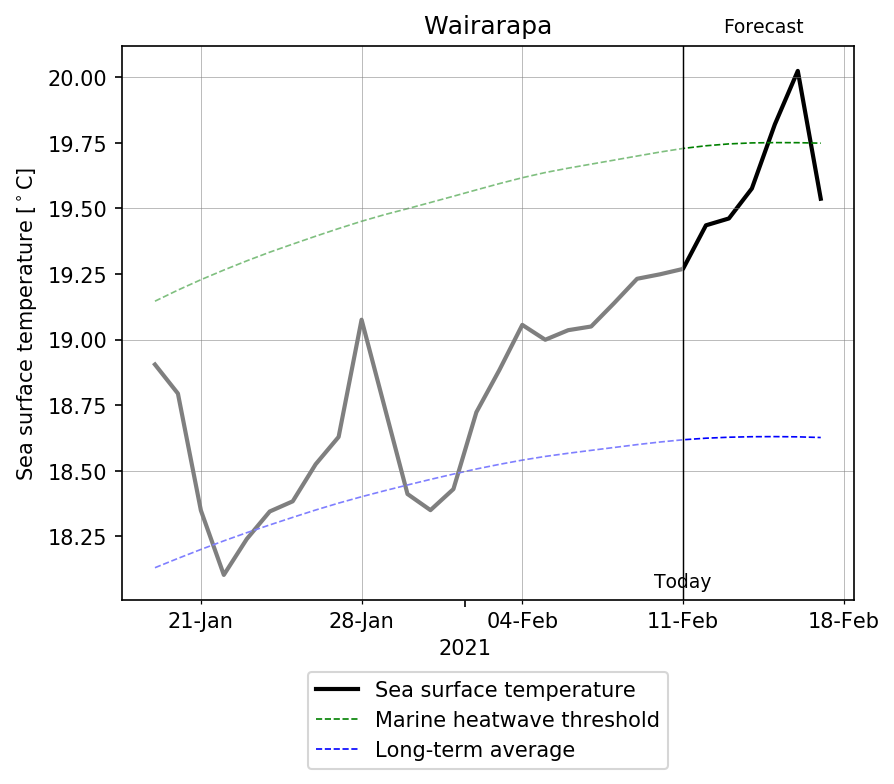 Wairarapa
Forecast
Sea surface temperature [°C]
20.00
19.75
19.50
19.25
19.00
18.75
18.50
18.25
Today
21-Jan 28-Jan 04-Feb 11-Feb 18-Feb
2021
Sea surface temperature
Marine heatwave threshold
Long-term average